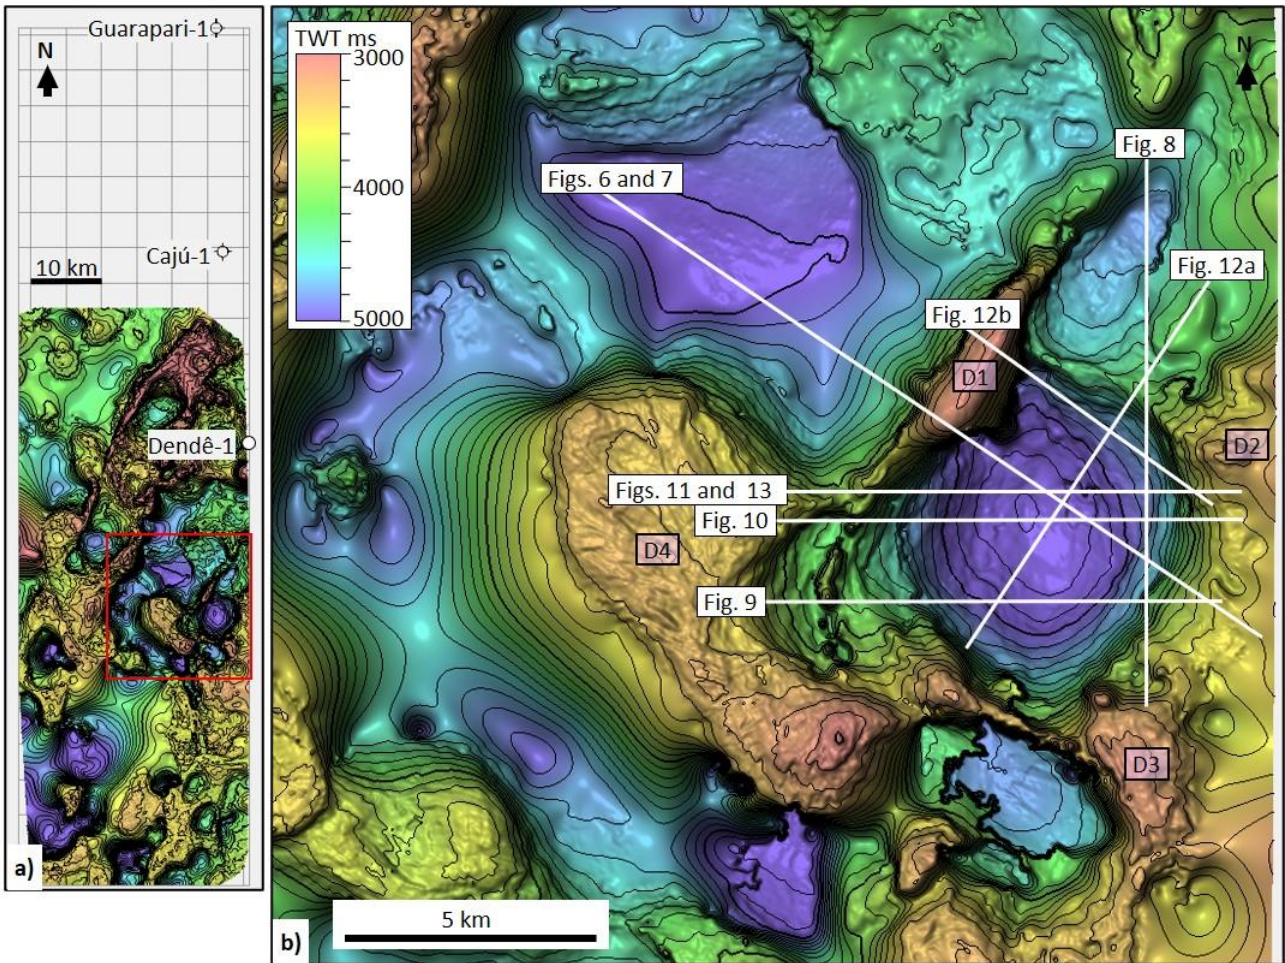 Guarapari-1
N
Cajú-1
10 km
Dendê-1
a)
TWT ms
3000
4000
5000
N
Fig. 8
Figs. 6 and 7
Fig. 12a
Fig. 12b
D1
D2
Figs. 11 and 13
Fig. 10
D4
Fig. 9
D3
5 km
b)